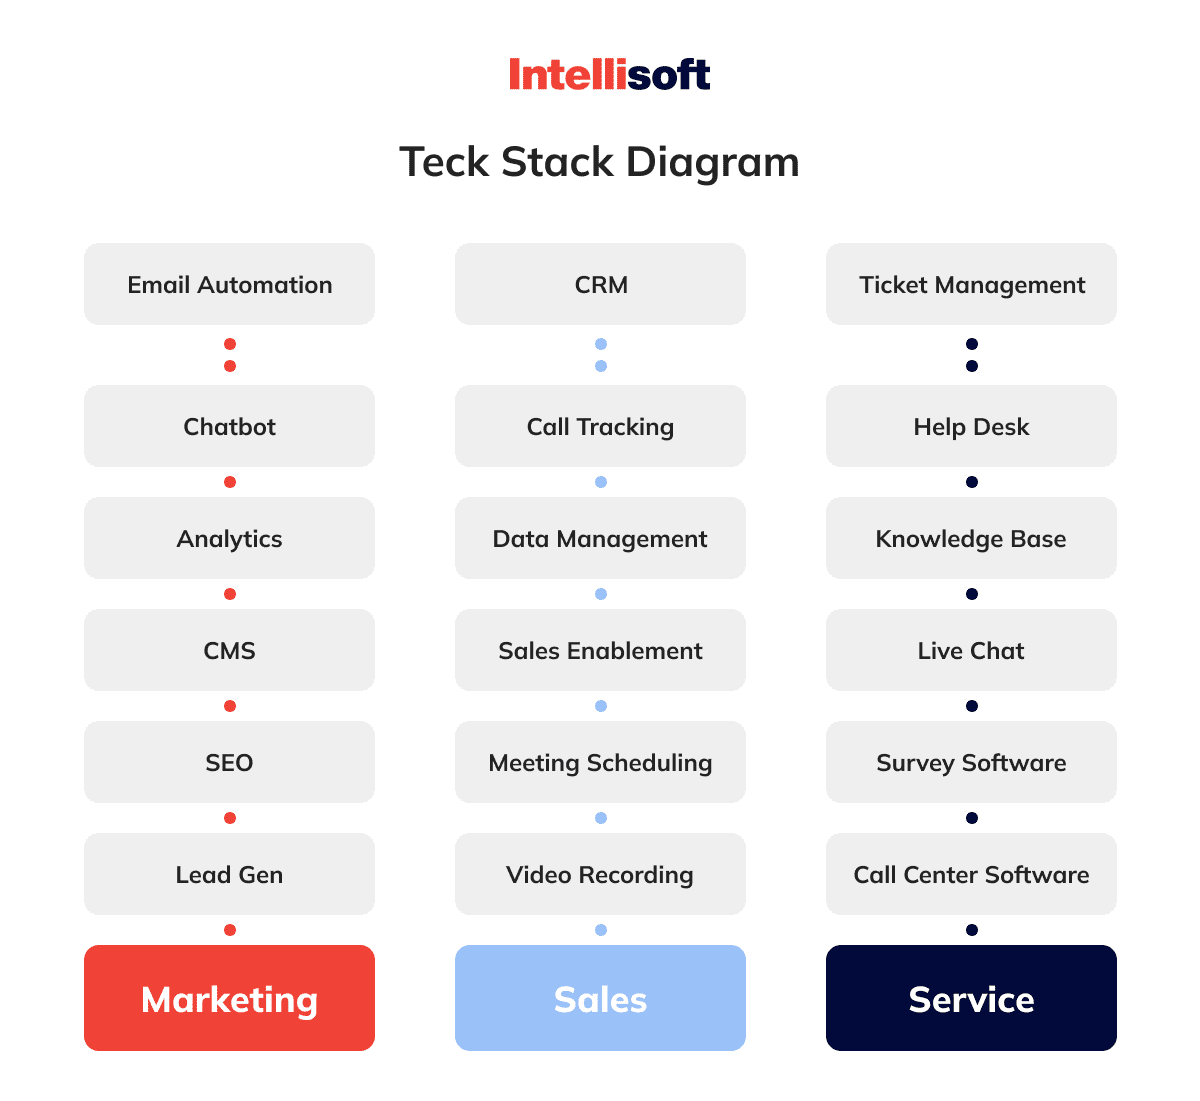 Intellisoft
Teck Stack Diagram
Email Automation
Chatbot
Analytics
CMS
SEO
Lead Gen
Marketing
CRM
Call Tracking
Data Management
Sales Enablement
Meeting Scheduling
Video Recording
Sales
Ticket Management
Help Desk
Knowledge Base
Live Chat
Survey Software
Call Center Software
Service